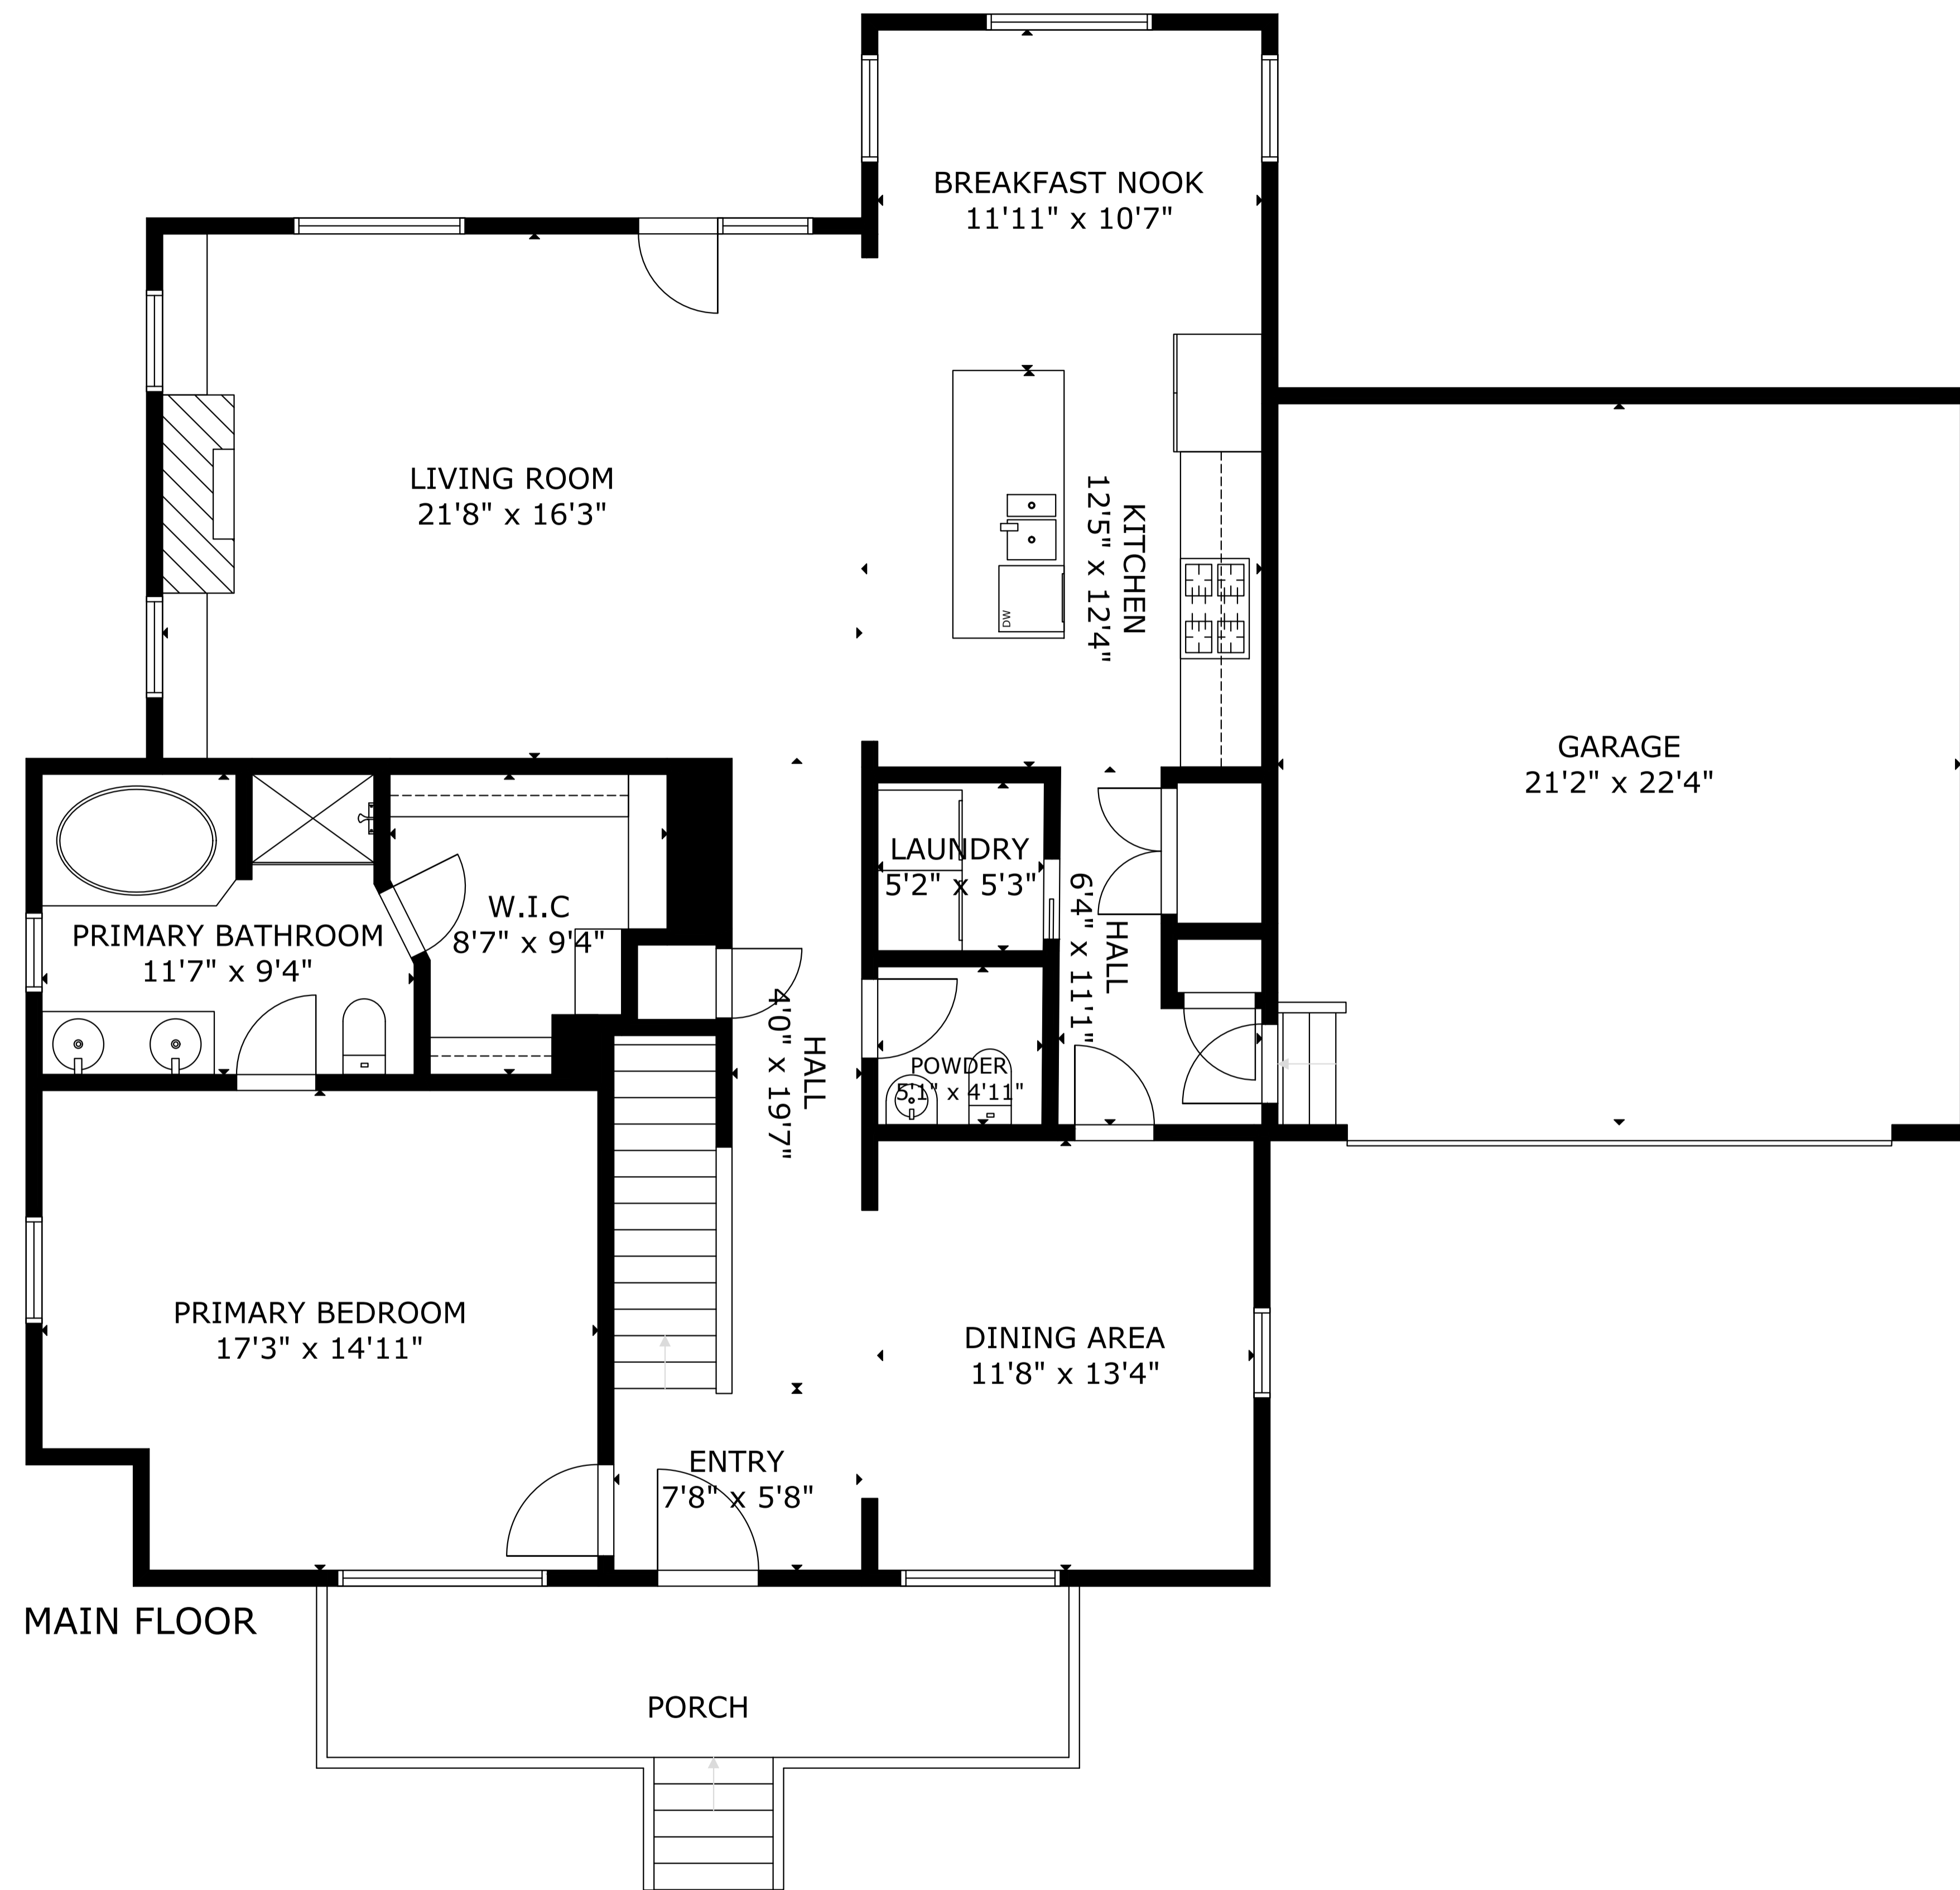 BREAKFAST NOOK
11'11" x 10'7"
LIVING ROOM
21'8" x 16'3"
KITCHEN
12'5" x 12'4"
DW
GARAGE
21'2" x 22'4"
LAUNDRY
5'2" x 5'3"
W.I.C
8'7" x 9'4"
PRIMARY BATHROOM
11'7" x 9'4"
HALL
6'4" x 11'1"
HALL
4'0" x 19'7"
POWDER
5'1" x 4'11"
PRIMARY BEDROOM
17'3" x 14'11"
DINING AREA
11'8" x 13'4"
ENTRY
7'8" x 5'8"
MAIN FLOOR
PORCH